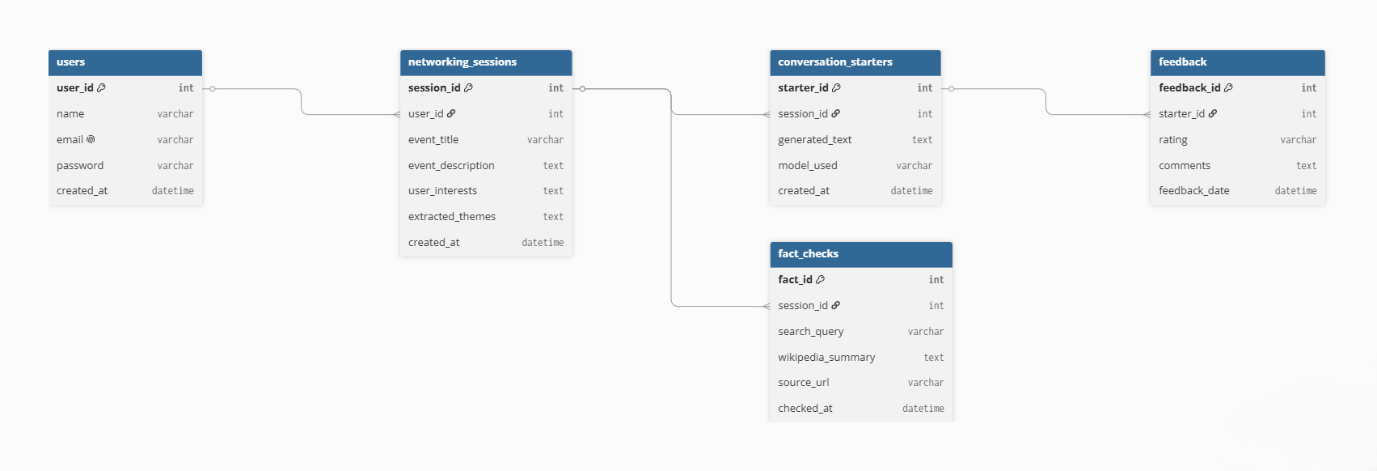 users
user_id int
name varchar
email varchar
password varchar
created_at datetime
networking_sessions
session_id int
user_id int
event_title varchar
event_description text
user_interests text
extracted_themes text
created_at datetime
conversation_starters
starter_id int
session_id int
generated_text text
model_used varchar
created_at datetime
feedback
feedback_id int
starter_id int
rating varchar
comments text
feedback_date datetime
fact_checks
fact_id int
session_id int
search_query varchar
wikipedia_summary text
source_url varchar
checked_at datetime